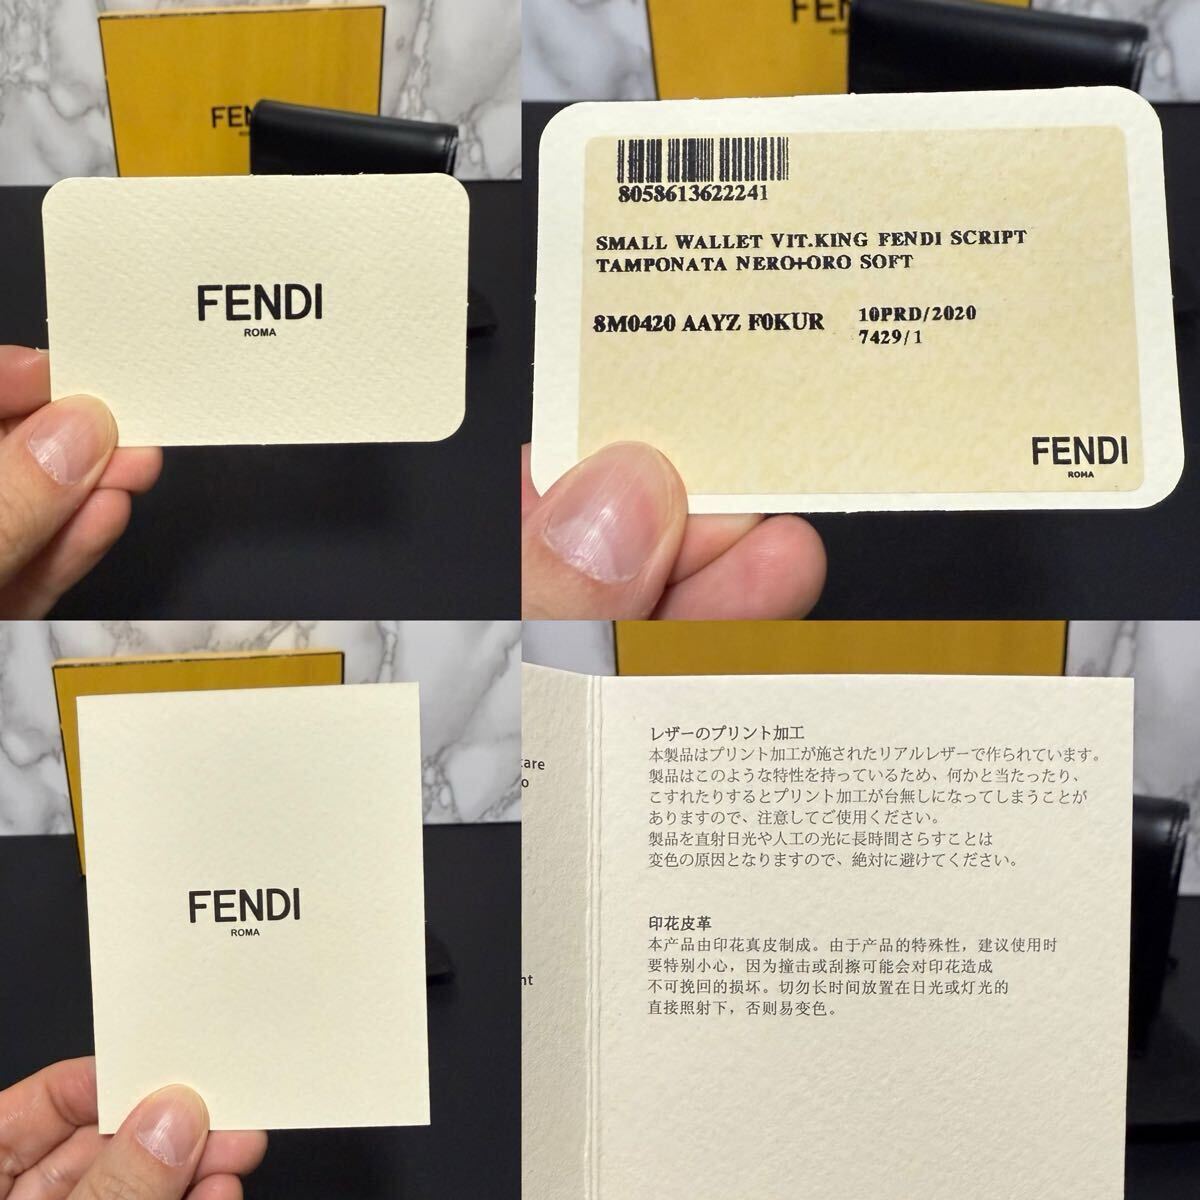 FEN
FENDI
ROMA
FEN
8058613622241
SMALL WALLET VIT.KING FENDI SCRIPT
TAMPONATA NERO+ORO SOFT
8M0420 AAYZ F0KUR
10PRD/2020
7429/1
FENDI
ROMA
FENDI
ROMA
レザーのプリント加工
本製品はプリント加工が施されたリアルレザーで作られています。
製品はこのような特性を持っているため、何かと当たったり、
こすれたりするとプリント加工が台無しになってしまうことが
ありますので、注意してご使用ください。
製品を直射日光や人工の光に長時間さらすことは
変色の原因となりますので、絶対に避けてください。
印花皮革
本产品由印花真皮制成。由于产品的特殊性，建议使用时
要特别小心，因为撞击或刮擦可能会对印花造成
不可挽回的损坏。切勿长时间放置在日光或灯光的
直接照射下，否则易变色。